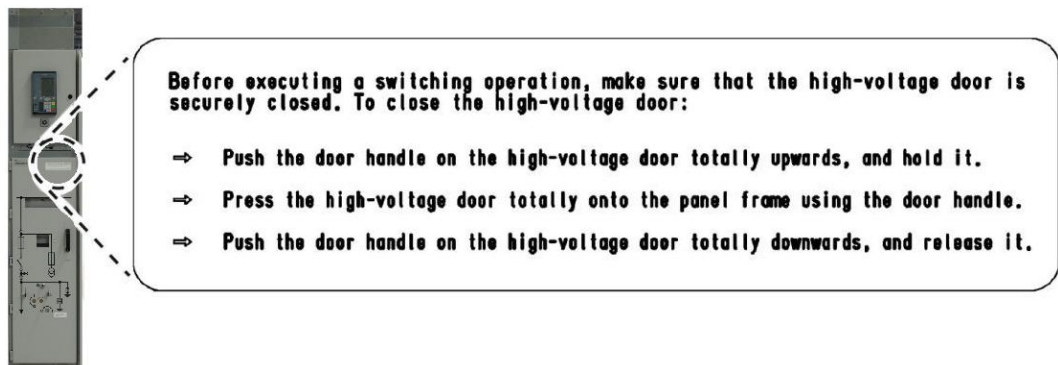 Before executing a switching operation, make sure that the high-voltage door is
securely closed. To close the high-voltage door:
⇨ Push the door handle on the high-voltage door totally upwards, and hold it.
⇨ Press the high-voltage door totally onto the panel frame using the door handle.
⇨ Push the door handle on the high-voltage door totally downwards, and release it.